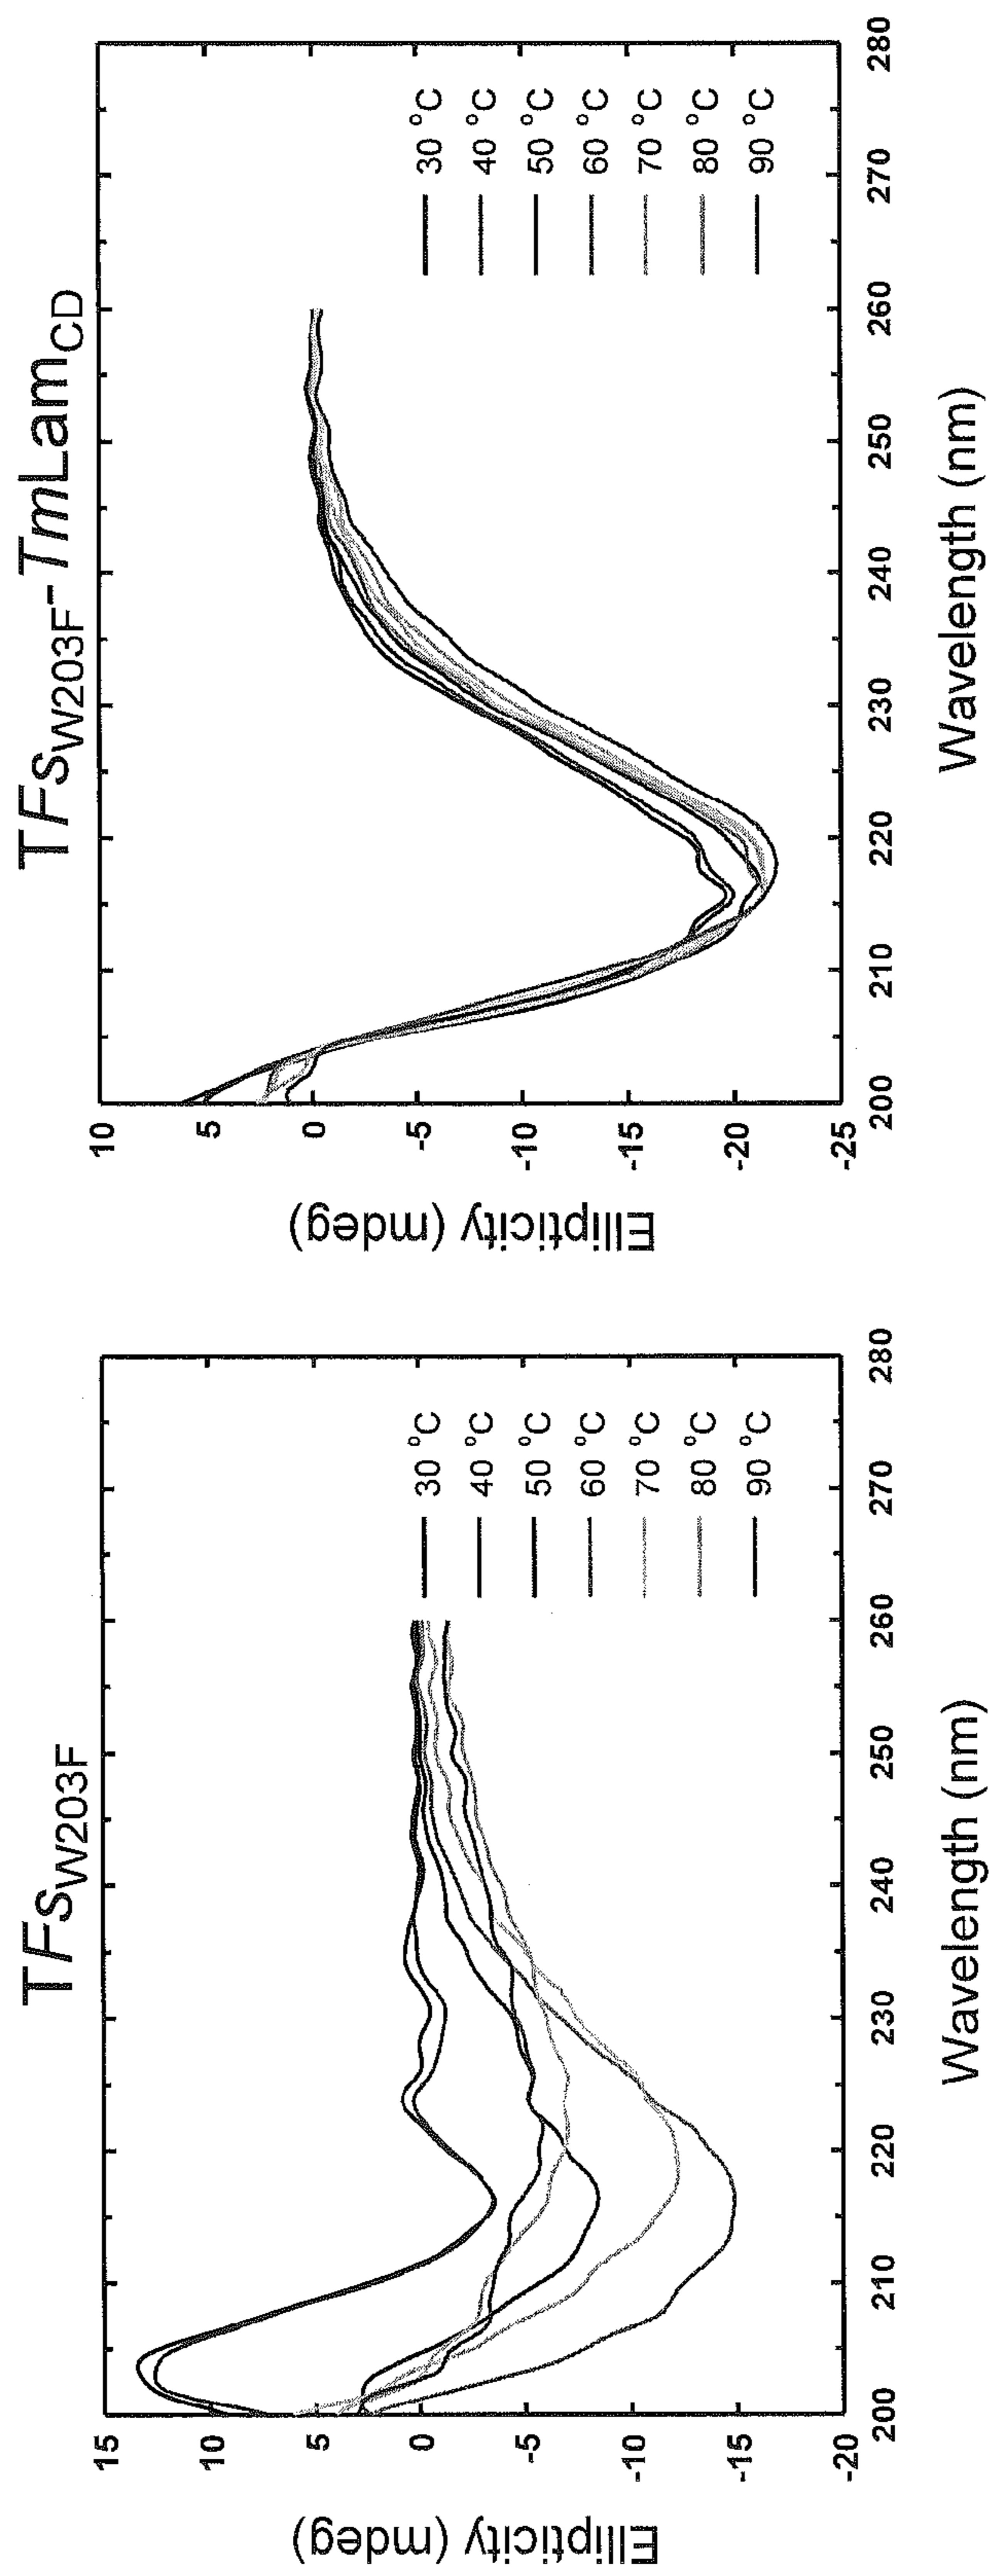 TFsW203F
Ellipticity (mdeg)
15
10
5
0
-5
-10
-15
-20
30 °C
40 °C
50 °C
60 °C
70 °C
80 °C
90 °C
200
210
220
230
240
250
260
270
280
Wavelength (nm)
TFsW203F-TmLamCD
Ellipticity (mdeg)
10
5
0
-5
-10
-15
-20
-25
30 °C
40 °C
50 °C
60 °C
70 °C
80 °C
90 °C
200
210
220
230
240
250
260
270
280
Wavelength (nm)